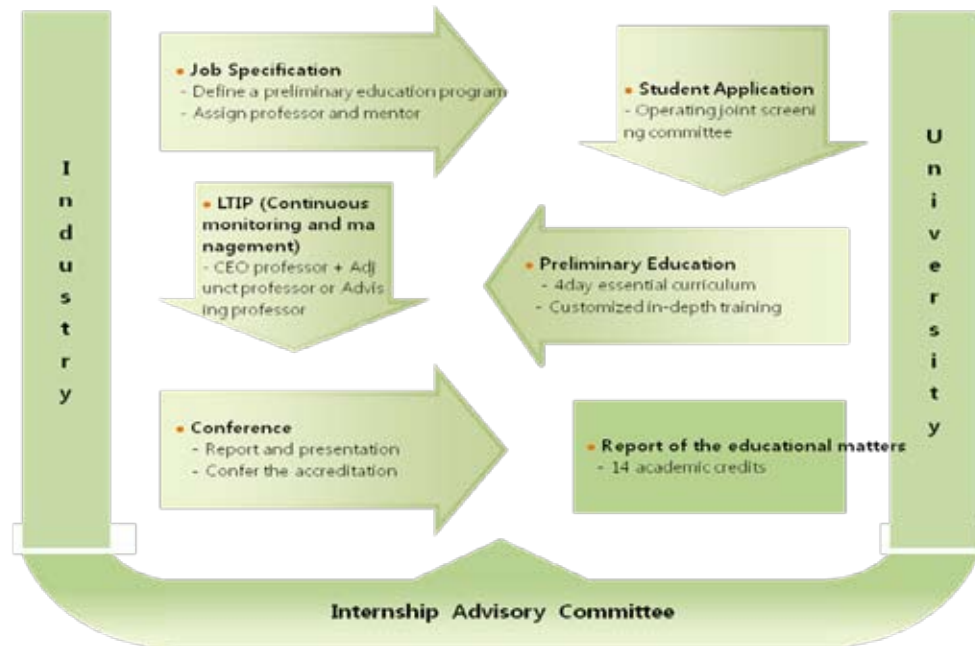 Industry
• Job Specification
- Define a preliminary education program
- Assign professor and mentor
• Student Application
- Operating joint screeni
ng committee
University
• LTIP (Continuous
monitoring and ma
nagement)
- CEO professor + Adj
unct professor or Advis
ing professor
• Preliminary Education
- 4day essential curriculum
- Customized in-depth training
• Conference
- Report and presentation
- Confer the accreditation
• Report of the educational matters
- 14 academic credits
Internship Advisory Committee